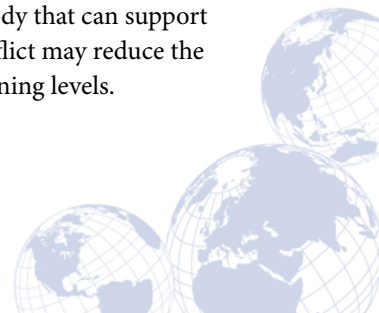 dy that can support
flict may reduce the
ning levels.